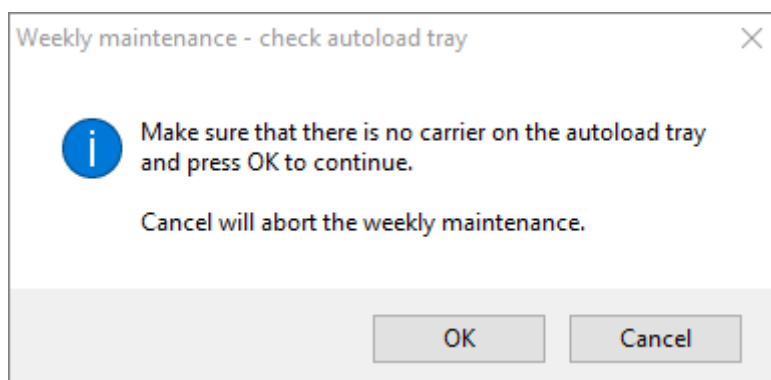 Weekly maintenance - check autoload tray
Make sure that there is no carrier on the autoload tray
and press OK to continue.
Cancel will abort the weekly maintenance.
OK
Cancel